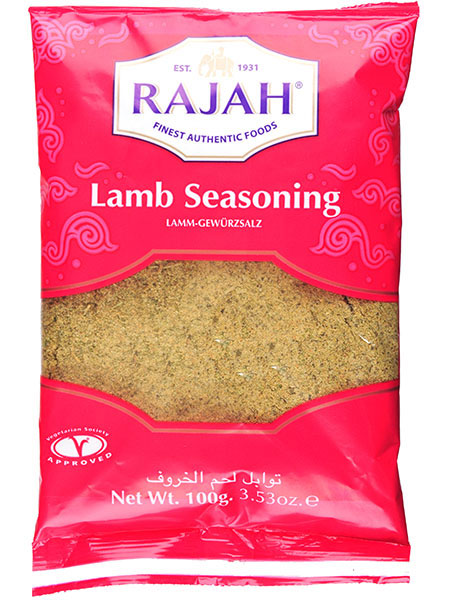 EST. 1931
RAJAH®
FINEST AUTHENTIC FOODS
Lamb Seasoning
LAMM-GEWÜRZSALZ
Vegetarian Society
V
APPROVED
توابل لحم الخروف
Net Wt. 100g. 3.53oz.e